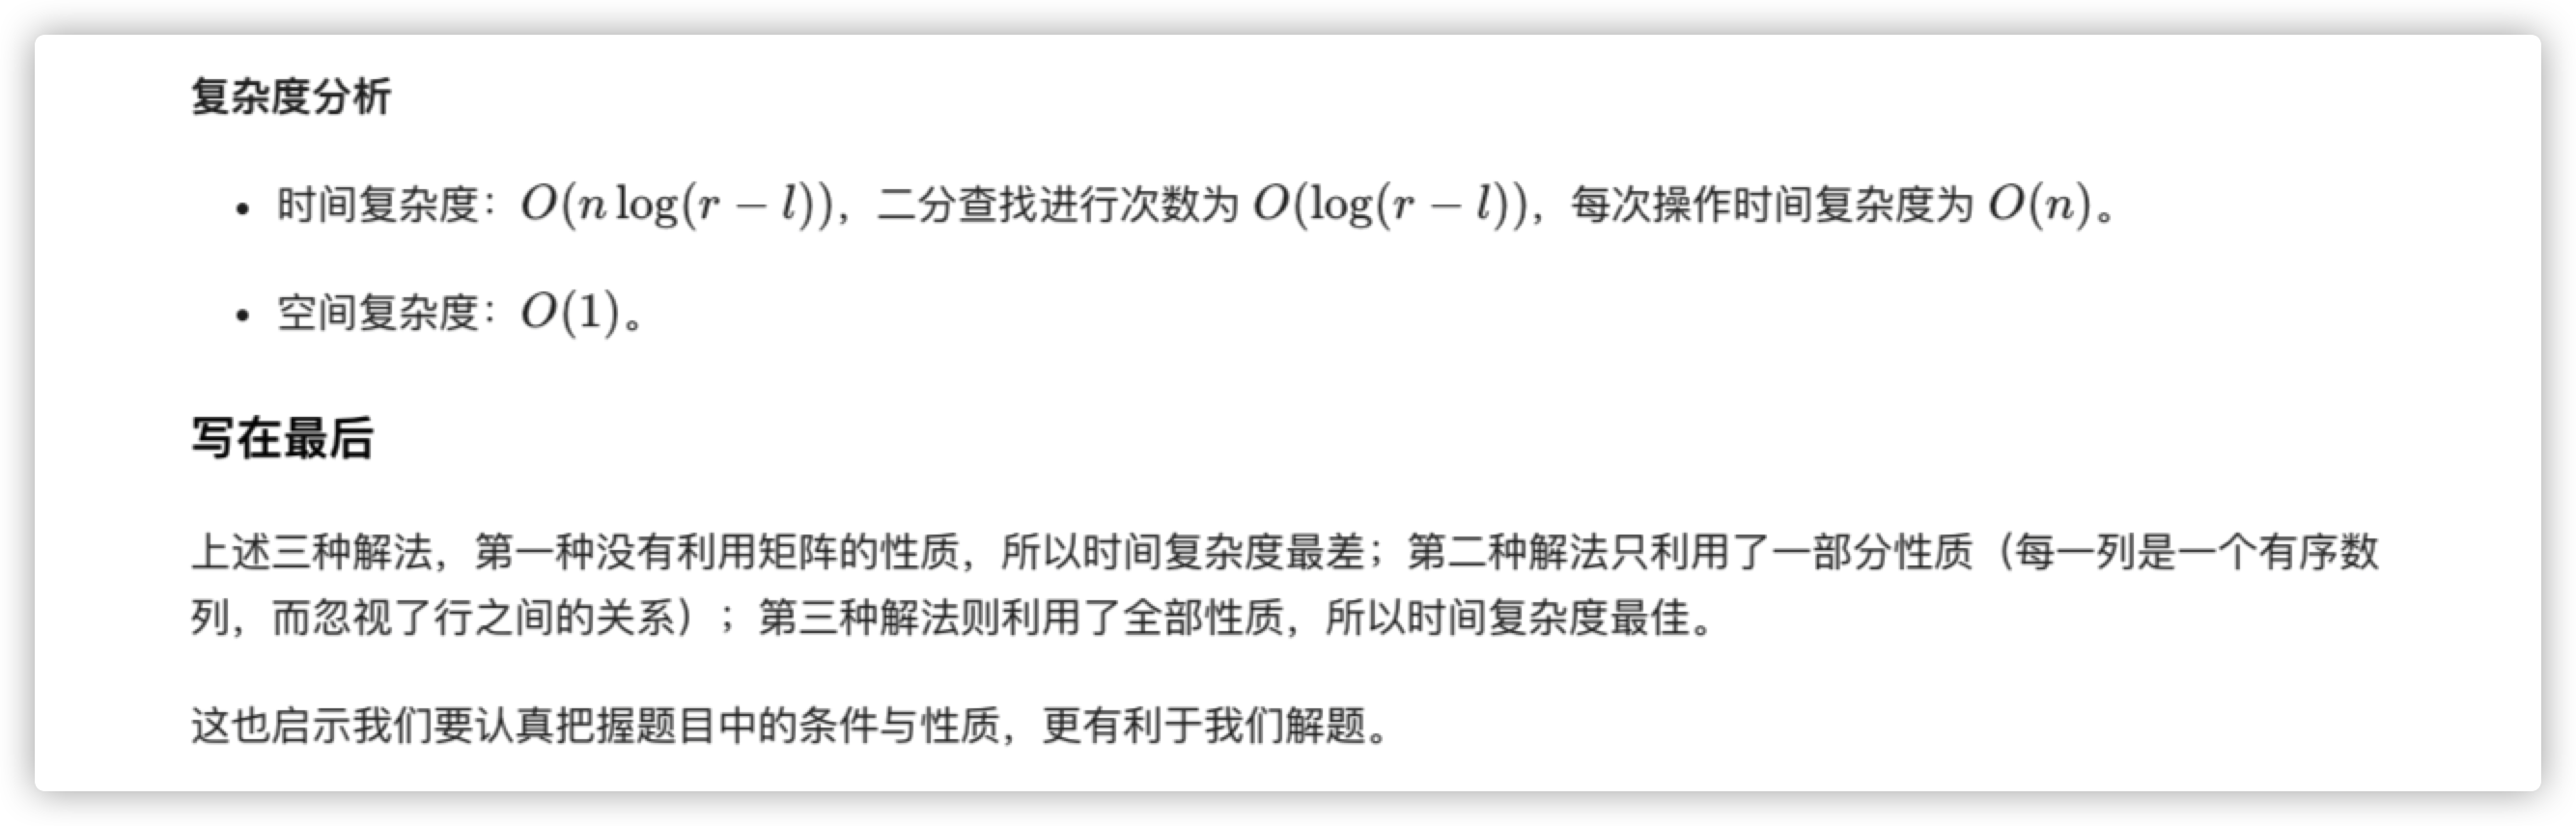 复杂度分析
• 时间复杂度：O(n log(r − l))，二分查找进行次数为 O(log(r − l))，每次操作时间复杂度为 O(n)。
• 空间复杂度：O(1)。
写在最后
上述三种解法，第一种没有利用矩阵的性质，所以时间复杂度最差；第二种解法只利用了一部分性质（每一列是一个有序数
列，而忽视了行之间的关系）；第三种解法则利用了全部性质，所以时间复杂度最佳。
这也启示我们要认真把握题目中的条件与性质，更有利于我们解题。